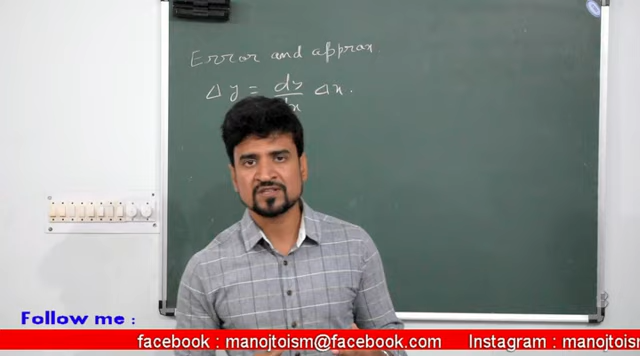 Error and approx.
Δy = dy/dx Δx.
Follow me :
facebook : manojtoism@facebook.com Instagram : manojtoism